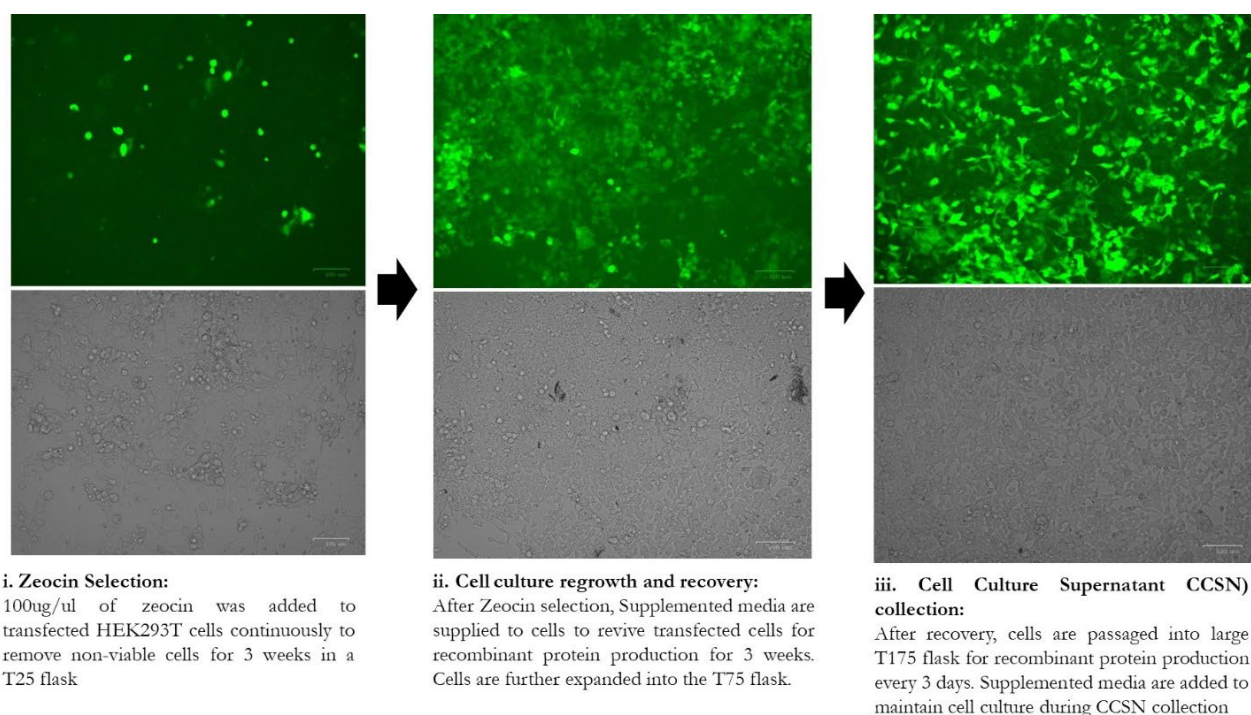 i. Zeocin Selection:
100ug/ul of zeocin was added to
transfected HEK293T cells continuously to
remove non-viable cells for 3 weeks in a
T25 flask
ii. Cell culture regrowth and recovery:
After Zeocin selection, Supplemented media are
supplied to cells to revive transfected cells for
recombinant protein production for 3 weeks.
Cells are further expanded into the T75 flask.
iii. Cell Culture Supernatant CCSN)
collection:
After recovery, cells are passaged into large
T175 flask for recombinant protein production
every 3 days. Supplemented media are added to
maintain cell culture during CCSN collection